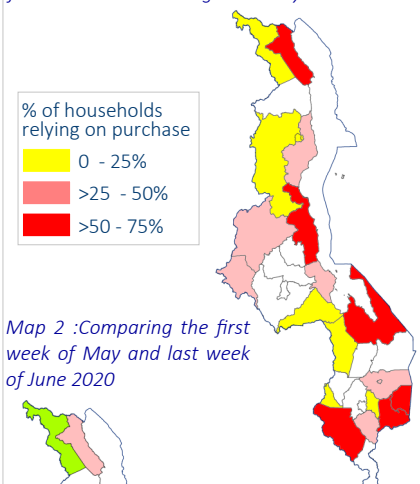 % of households
relying on purchase
0 - 25%
>25 - 50%
>50 - 75%
Map 2 :Comparing the first
week of May and last week
of June 2020